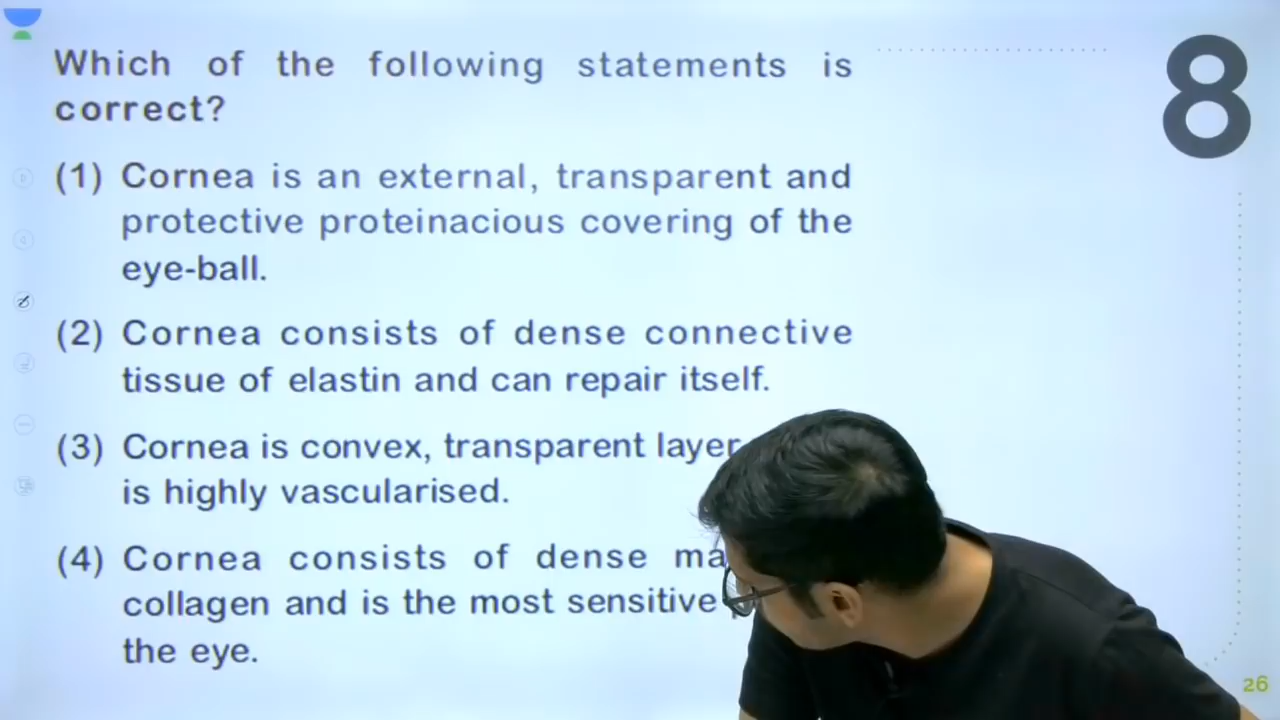 Which of the following statements is
correct?
8
(1) Cornea is an external, transparent and
protective proteinacious covering of the
eye-ball.
(2) Cornea consists of dense connective
tissue of elastin and can repair itself.
(3) Cornea is convex, transparent layer
is highly vascularised.
(4) Cornea consists of dense
collagen and is the most sensitive
the eye.
26